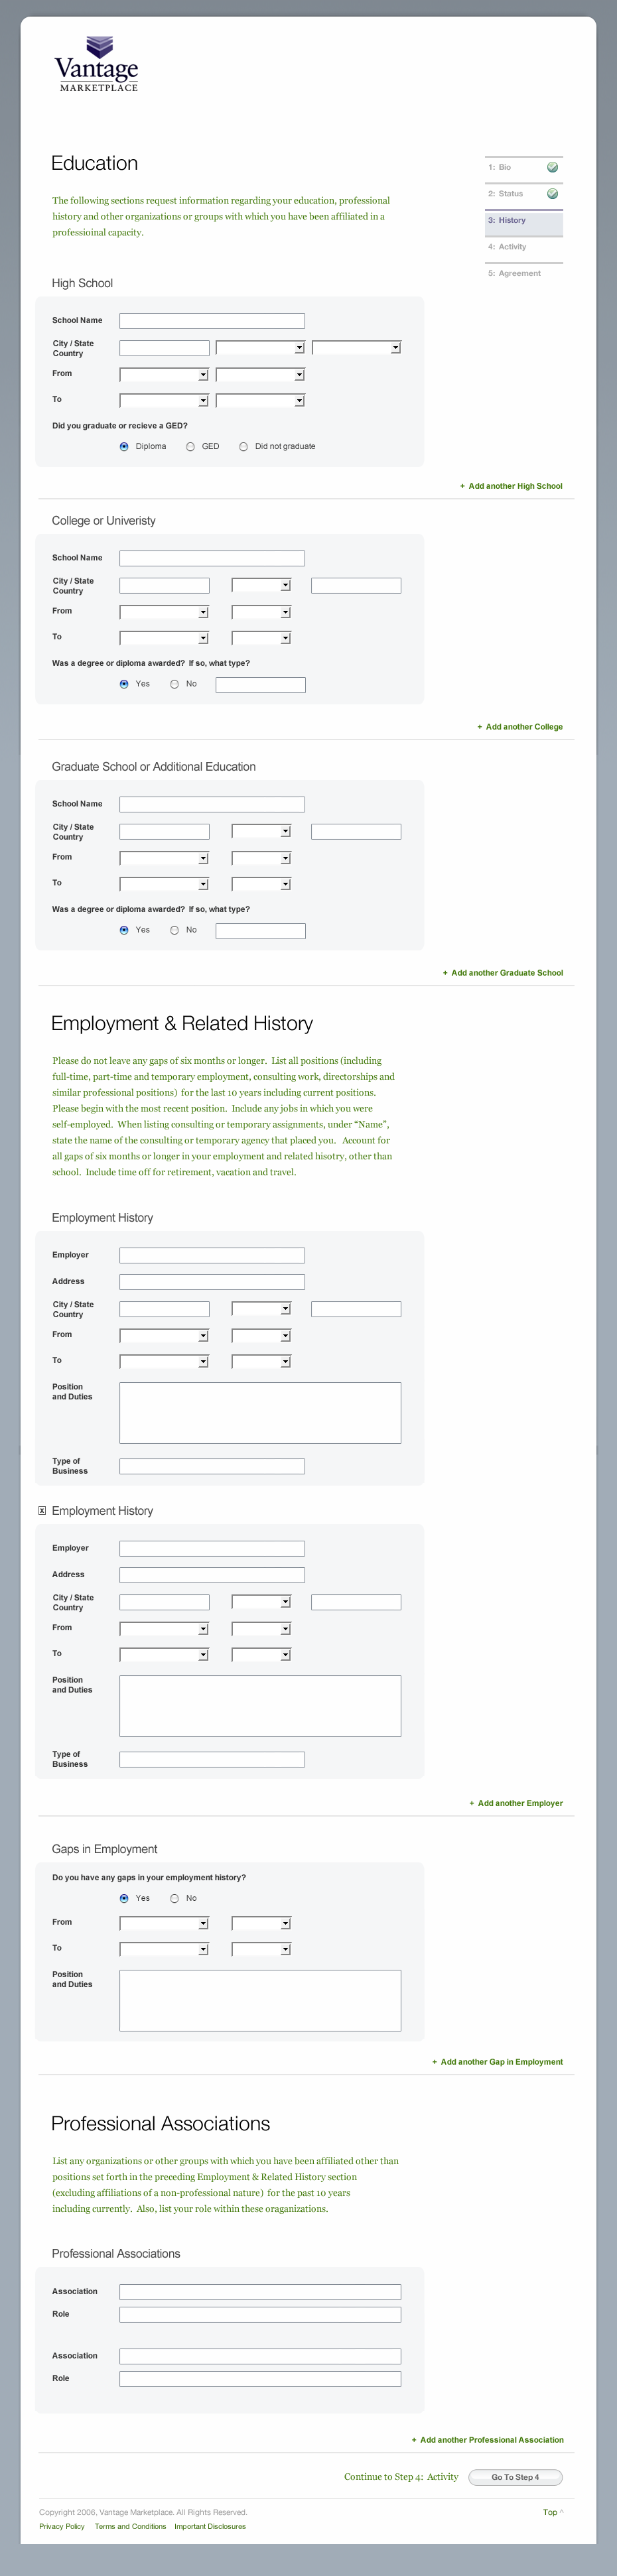 Vantage
MARKETPLACE
Education
The following sections request information regarding your education, professional
history and other organizations or groups with which you have been affiliated in a
professioinal capacity.
1: Bio
2: Status
3: History
4: Activity
5: Agreement
High School
School Name
City / State
Country
From
To
Did you graduate or recieve a GED?
Diploma GED Did not graduate
+ Add another High School
College or Univeristy
School Name
City / State
Country
From
To
Was a degree or diploma awarded? If so, what type?
Yes No
+ Add another College
Graduate School or Additional Education
School Name
City / State
Country
From
To
Was a degree or diploma awarded? If so, what type?
Yes No
+ Add another Graduate School
Employment & Related History
Please do not leave any gaps of six months or longer. List all positions (including
full-time, part-time and temporary employment, consulting work, directorships and
similar professional positions) for the last 10 years including current positions.
Please begin with the most recent position. Include any jobs in which you were
self-employed. When listing consulting or temporary assignments, under “Name”,
state the name of the consulting or temporary agency that placed you. Account for
all gaps of six months or longer in your employment and related hisotry, other than
school. Include time off for retirement, vacation and travel.
Employment History
Employer
Address
City / State
Country
From
To
Position
and Duties
Type of
Business
X Employment History
Employer
Address
City / State
Country
From
To
Position
and Duties
Type of
Business
+ Add another Employer
Gaps in Employment
Do you have any gaps in your employment history?
Yes No
From
To
Position
and Duties
+ Add another Gap in Employment
Professional Associations
List any organizations or other groups with which you have been affiliated other than
positions set forth in the preceding Employment & Related History section
(excluding affiliations of a non-professional nature) for the past 10 years
including currently. Also, list your role within these oraganizations.
Professional Associations
Association
Role
Association
Role
+ Add another Professional Association
Continue to Step 4: Activity Go To Step 4
Copyright 2006, Vantage Marketplace. All Rights Reserved. Top ^
Privacy Policy Terms and Conditions Important Disclosures